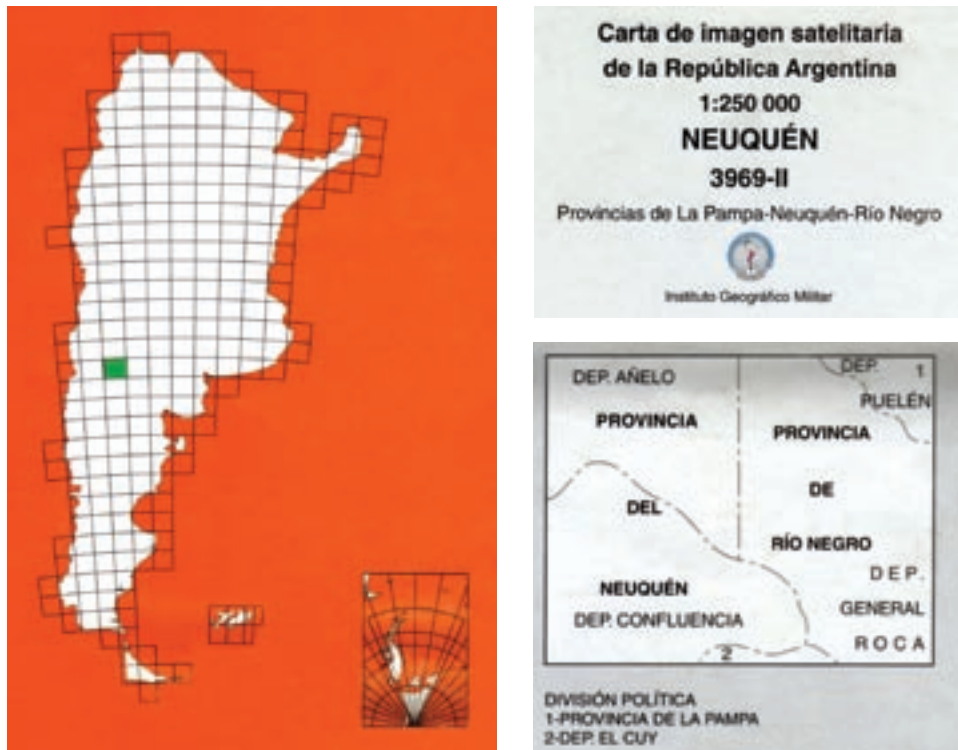 Carta de imagen satelitaria
de la República Argentina
1:250 000
NEUQUÉN
3969-II
Provincias de La Pampa-Neuquén-Río Negro
Instituto Geográfico Militar
DEP. AÑELO
DEP. 1
PUELÉN
PROVINCIA
PROVINCIA
DEL
DE
RÍO NEGRO
NEUQUÉN
DEP.
DEP. CONFLUENCIA
GENERAL
ROCA
2
DIVISIÓN POLÍTICA
1-PROVINCIA DE LA PAMPA
2-DEP. EL CUY